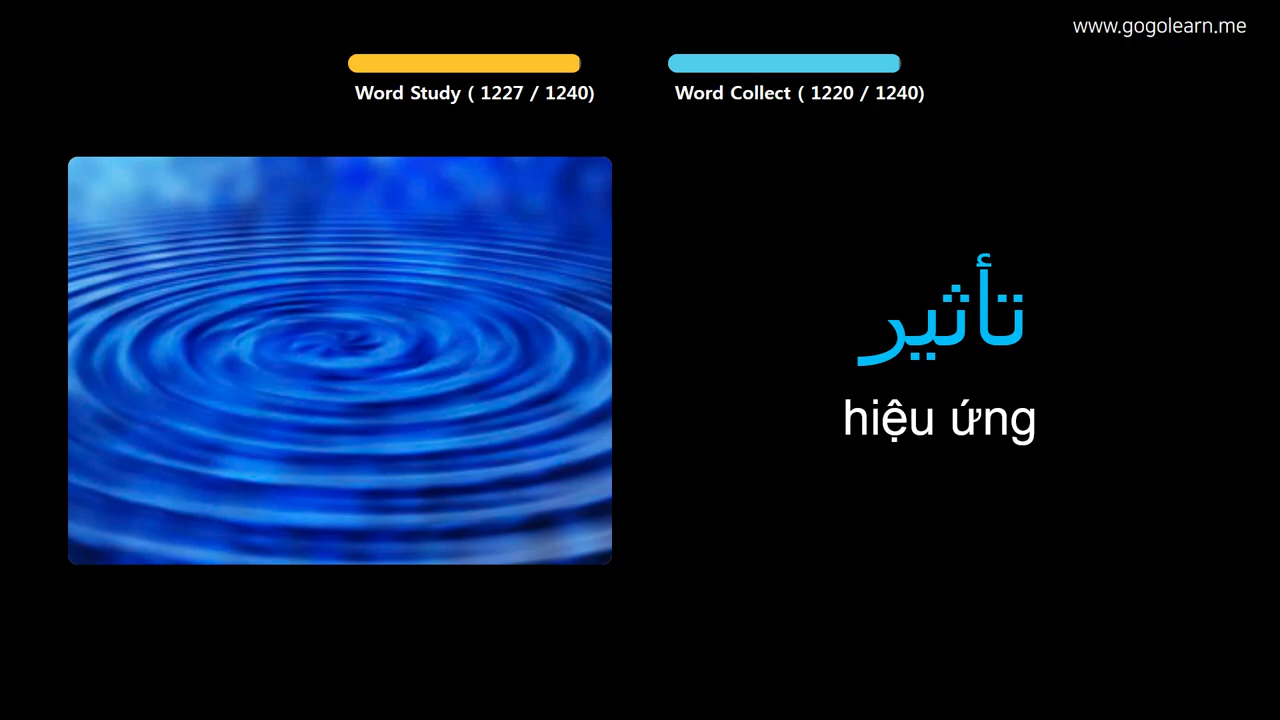 www.gogolearn.me
Word Study ( 1227 / 1240)
Word Collect ( 1220 / 1240)
تأثير
hiệu ứng